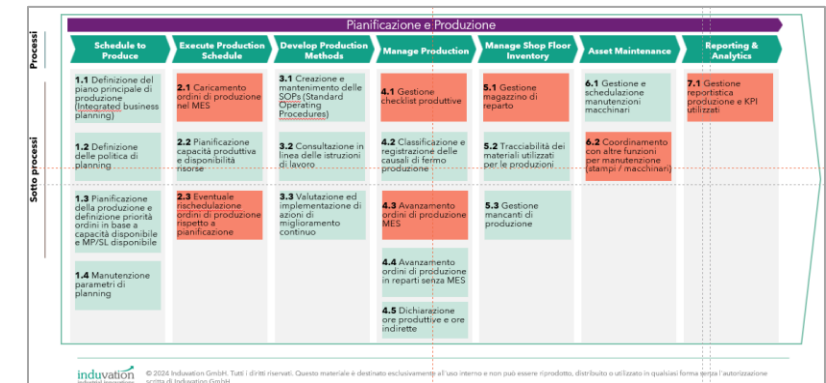 Pianificazione e Produzione
Processi
Schedule to
Produce
Execute Production
Schedule
Develop Production
Methods
Manage Production
Manage Shop Floor
Inventory
Asset Maintenance
Reporting &
Analytics
Sotto processi
1.1 Definizione del
piano principale di
produzione
(Integrated business
planning)
1.2 Definizione
delle politica di
planning
1.3 Pianificazione
della produzione e
definizione priorità
ordini in base a
capacità disponibile
e MP/SL disponibile
1.4 Manutenzione
parametri di
planning
2.1 Caricamento
ordini di produzione
nel MES
2.2 Pianificazione
capacità produttiva
e disponibilità
risorse
2.3 Eventuale
rischedulazione
ordini di produzione
rispetto a
pianificazione
3.1 Creazione e
mantenimento delle
SOPs (Standard
Operating
Procedures)
3.2 Consultazione in
linea delle istruzioni
di lavoro
3.3 Valutazione ed
implementazione di
azioni di
miglioramento
continuo
4.1 Gestione
checklist produttive
4.2 Classificazione e
registrazione delle
causali di fermo
produzione
4.3 Avanzamento
ordini di produzione
MES
4.4 Avanzamento
ordini di produzione
in reparti senza MES
4.5 Dichiarazione
ore produttive e ore
indirette
5.1 Gestione
magazzino di
reparto
5.2 Tracciabilità dei
materiali utilizzati
per le produzioni
5.3 Gestione
mancanti di
produzione
6.1 Gestione e
schedulazione
manutenzioni
macchinari
6.2 Coordinamento
con altre funzioni
per manutenzione
(stampi / macchinari)
7.1 Gestione
reportistica
produzione e KPI
utilizzati
induvation
industrial innovations
© 2024 Induvation GmbH. Tutti i diritti riservati. Questo materiale è destinato esclusivamente all'uso interno e non può essere riprodotto, distribuito o utilizzato in qualsiasi forma senza l'autorizzazione
scritta di Induvation GmbH.